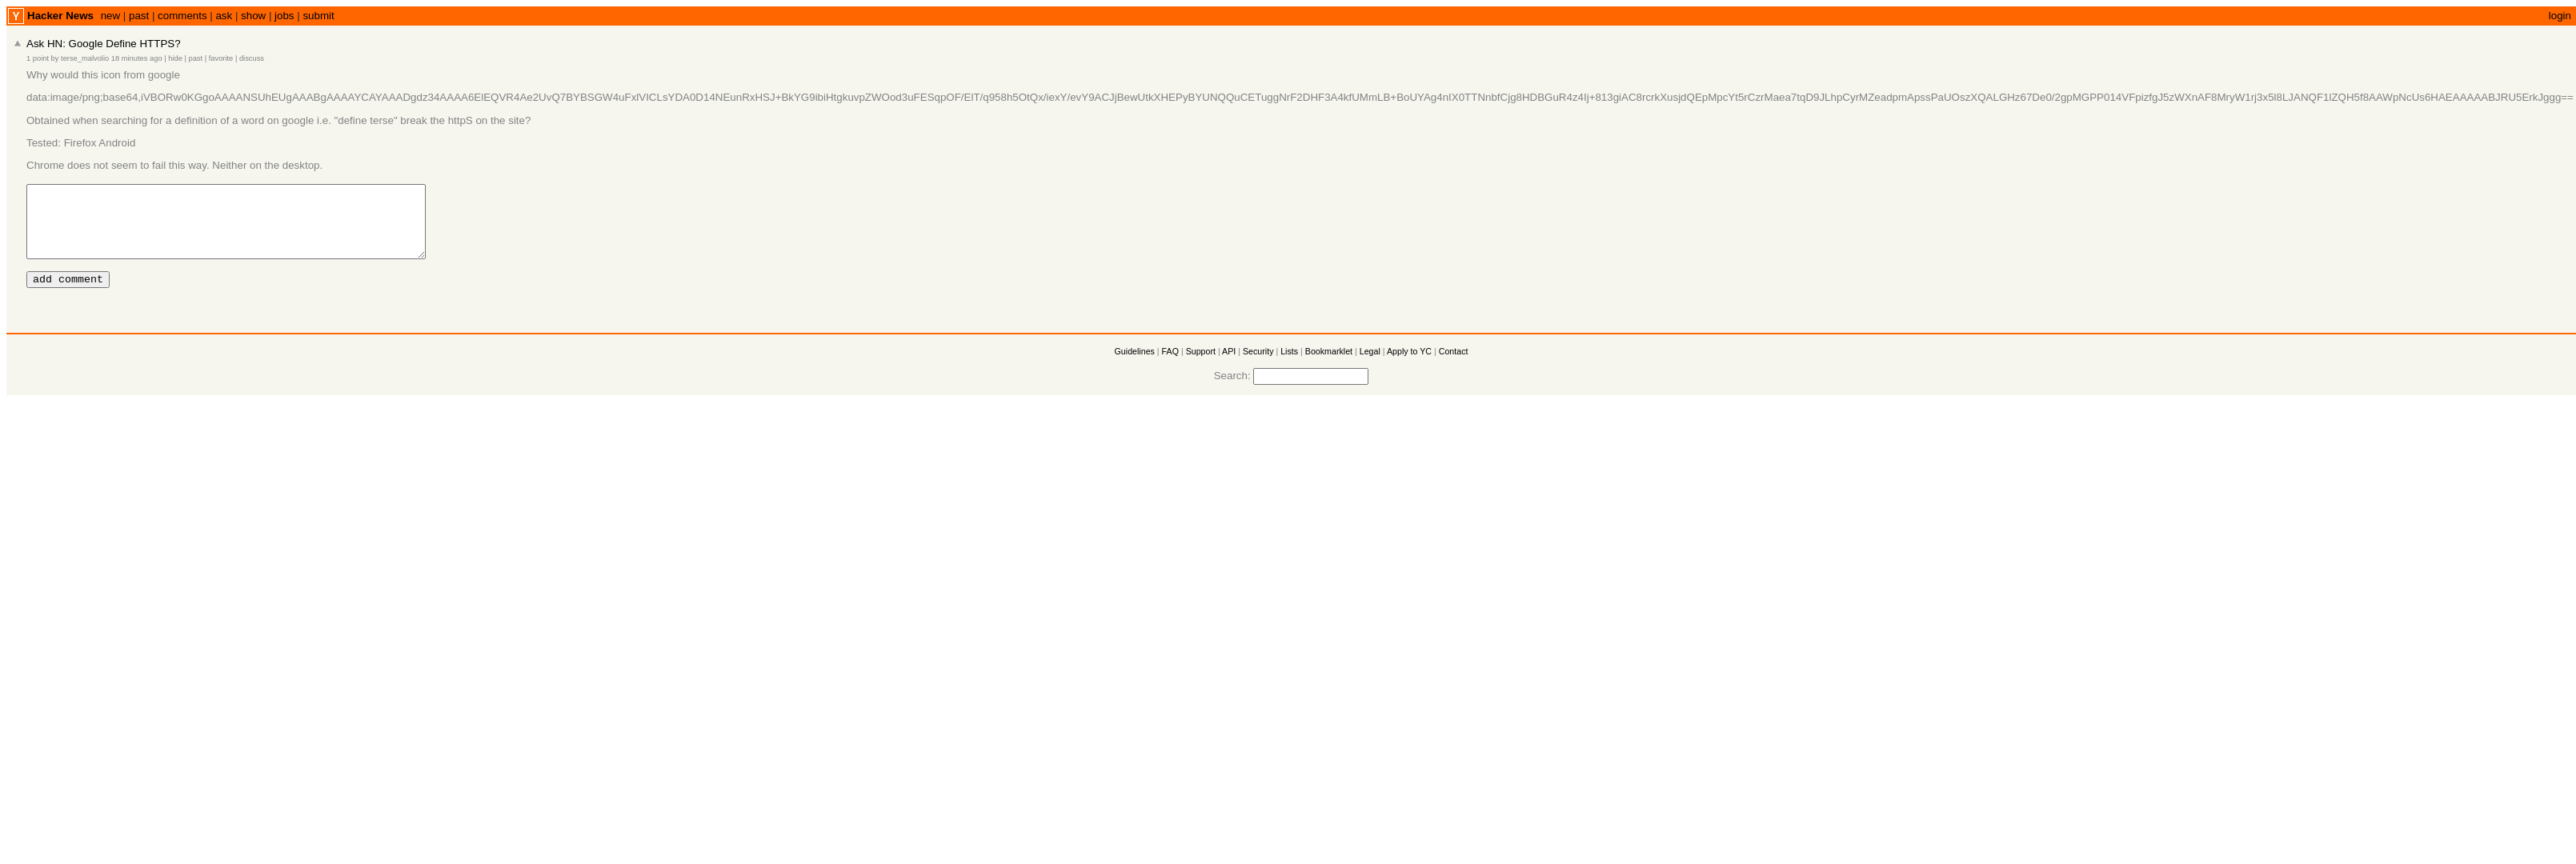 Y Hacker News new | past | comments | ask | show | jobs | submit login
Ask HN: Google Define HTTPS?
1 point by terse_malvolio 18 minutes ago | hide | past | favorite | discuss
Why would this icon from google
data:image/png;base64,iVBORw0KGgoAAAANSUhEUgAAABgAAAAYCAYAAADgdz34AAAA6ElEQVR4Ae2UvQ7BYBSGW4uFxlVICLsYDA0D14NEunRxHSJ+BkYG9ibiHtgkuvpZWOod3uFESqpOF/ElT/q958h5OtQx/iexY/evY9ACJjBewUtkXHEPyBYUNQQuCETuggNrF2DHF3A4kfUMmLB+BoUYAg4nIX0TTNnbfCjg8HDBGuR4z4Ij+813giAC8rcrkXusjdQEpMpcYt5rCzrMaea7tqD9JLhpCyrMZeadpmApssPaUOszXQALGHz67De0/2gpMGPP014VFpizfgJ5zWXnAF8MryW1rj3x5l8LJANQF1lZQH5f8AAWpNcUs6HAEAAAAABJRU5ErkJggg==
Obtained when searching for a definition of a word on google i.e. "define terse" break the httpS on the site?
Tested: Firefox Android
Chrome does not seem to fail this way. Neither on the desktop.
add comment
Guidelines | FAQ | Support | API | Security | Lists | Bookmarklet | Legal | Apply to YC | Contact
Search: